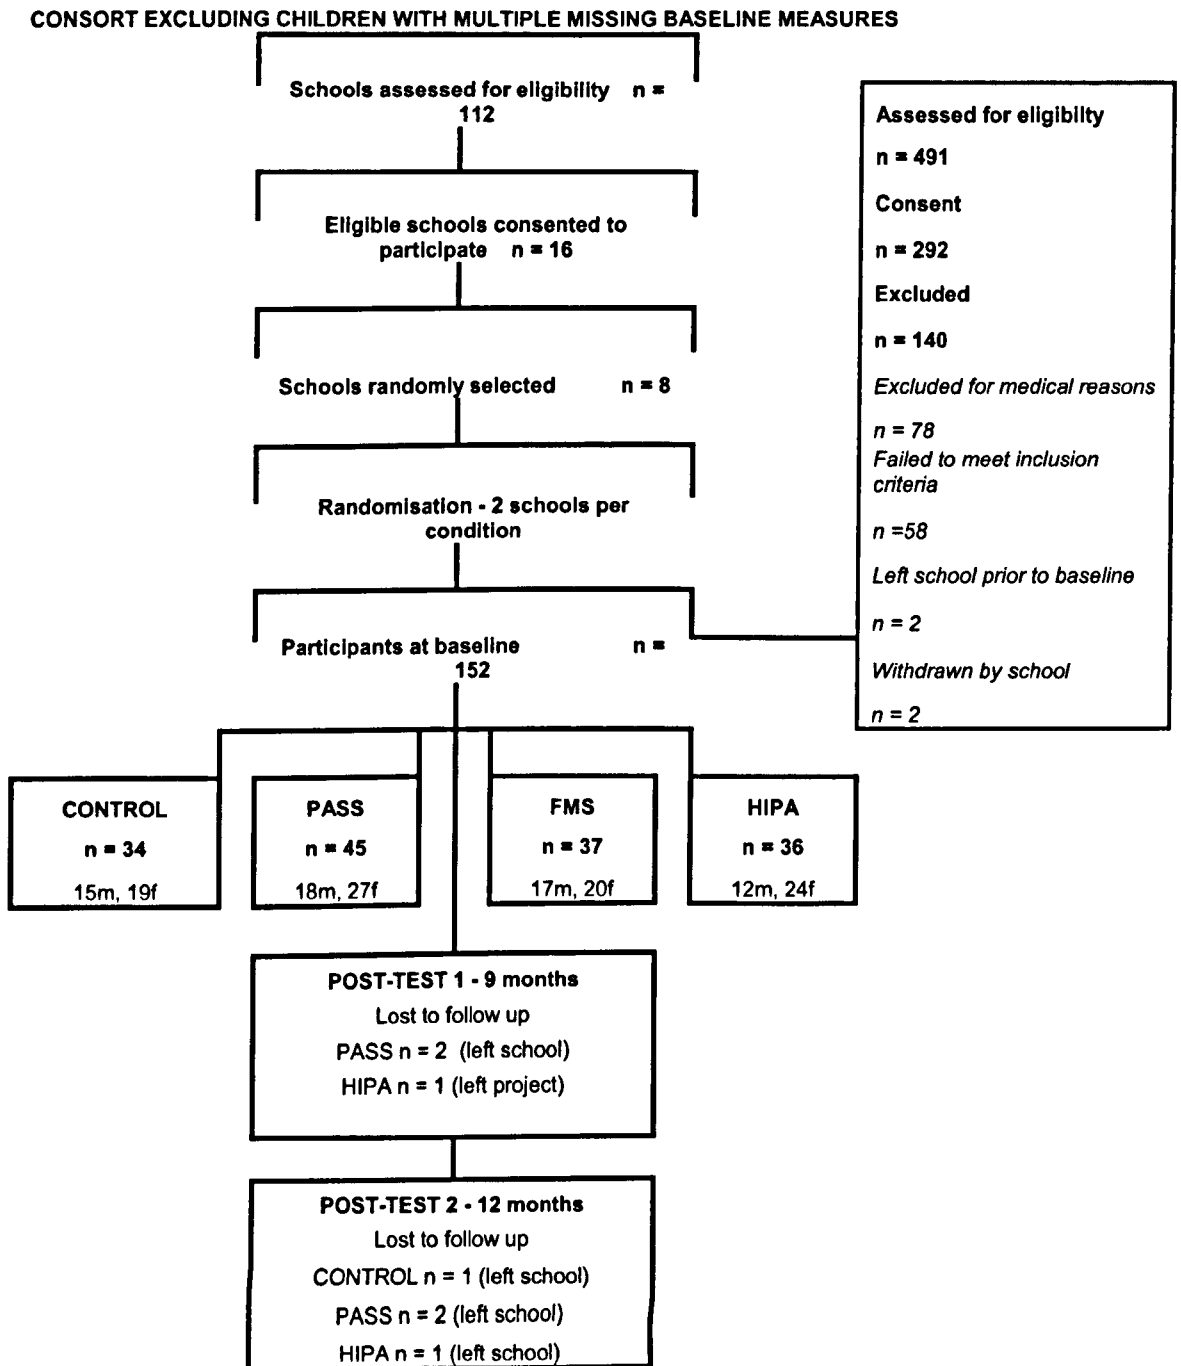 CONSORT EXCLUDING CHILDREN WITH MULTIPLE MISSING BASELINE MEASURES
Schools assessed for eligibility n =
112
Eligible schools consented to
participate n = 16
Schools randomly selected n = 8
Randomisation - 2 schools per
condition
Participants at baseline n =
152
Assessed for eligibilty
n = 491
Consent
n = 292
Excluded
n = 140
Excluded for medical reasons
n = 78
Failed to meet inclusion
criteria
n =58
Left school prior to baseline
n = 2
Withdrawn by school
n = 2
CONTROL
n = 34
15m, 19f
PASS
n = 45
18m, 27f
FMS
n = 37
17m, 20f
HIPA
n = 36
12m, 24f
POST-TEST 1 - 9 months
Lost to follow up
PASS n = 2 (left school)
HIPA n = 1 (left project)
POST-TEST 2 - 12 months
Lost to follow up
CONTROL n = 1 (left school)
PASS n = 2 (left school)
HIPA n = 1 (left school)